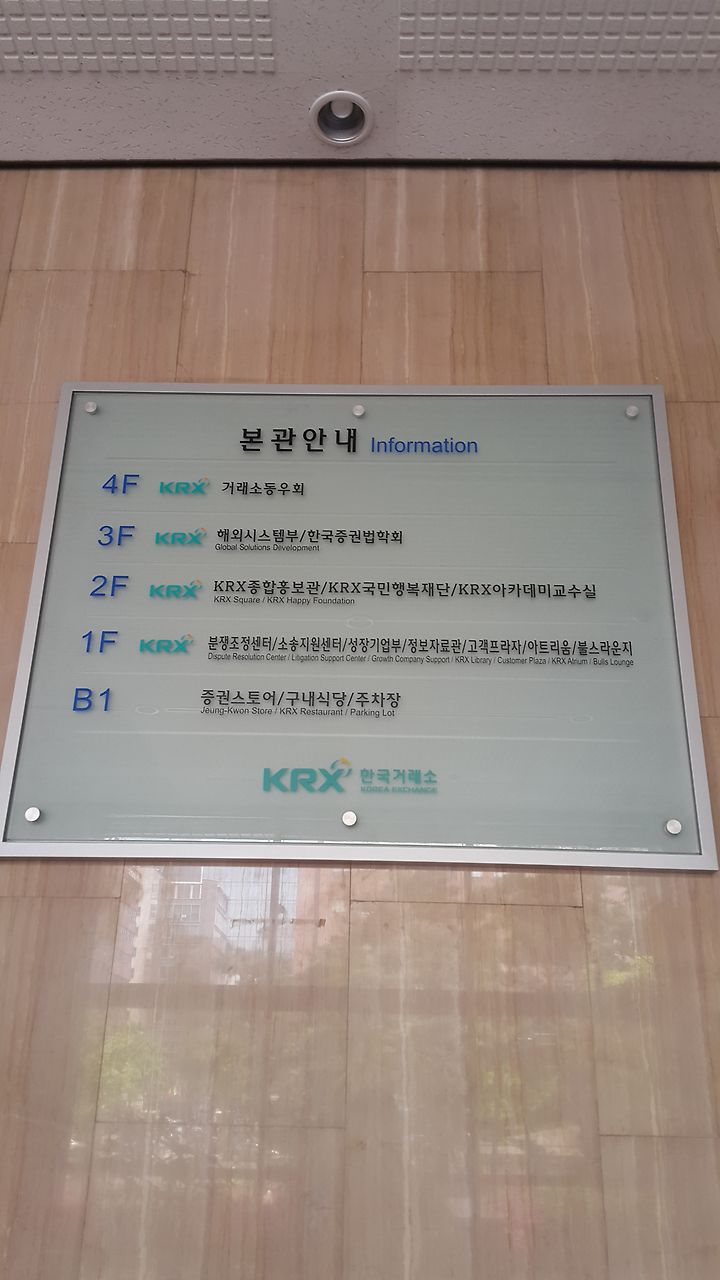 본관안내 Information
4F KRX 거래소동우회
3F KRX 해외시스템부/한국증권법학회
Global Solutions Development
2F KRX KRX종합홍보관/KRX국민행복재단/KRX아카데미교수실
KRX Square / KRX Happy Foundation
1F KRX 분쟁조정센터/소송지원센터/성장기업부/정보자료관/고객프라자/아트리움/불스라운지
Dispute Resolution Center / Litigation Support Center / Growth Company Support / KRX Library / Customer Plaza / KRX Atrium / Bulls Lounge
B1 증권스토어/구내식당/주차장
Jeung-Kwon Store / KRX Restaurant / Parking Lot
KRX 한국거래소
KOREA EXCHANGE